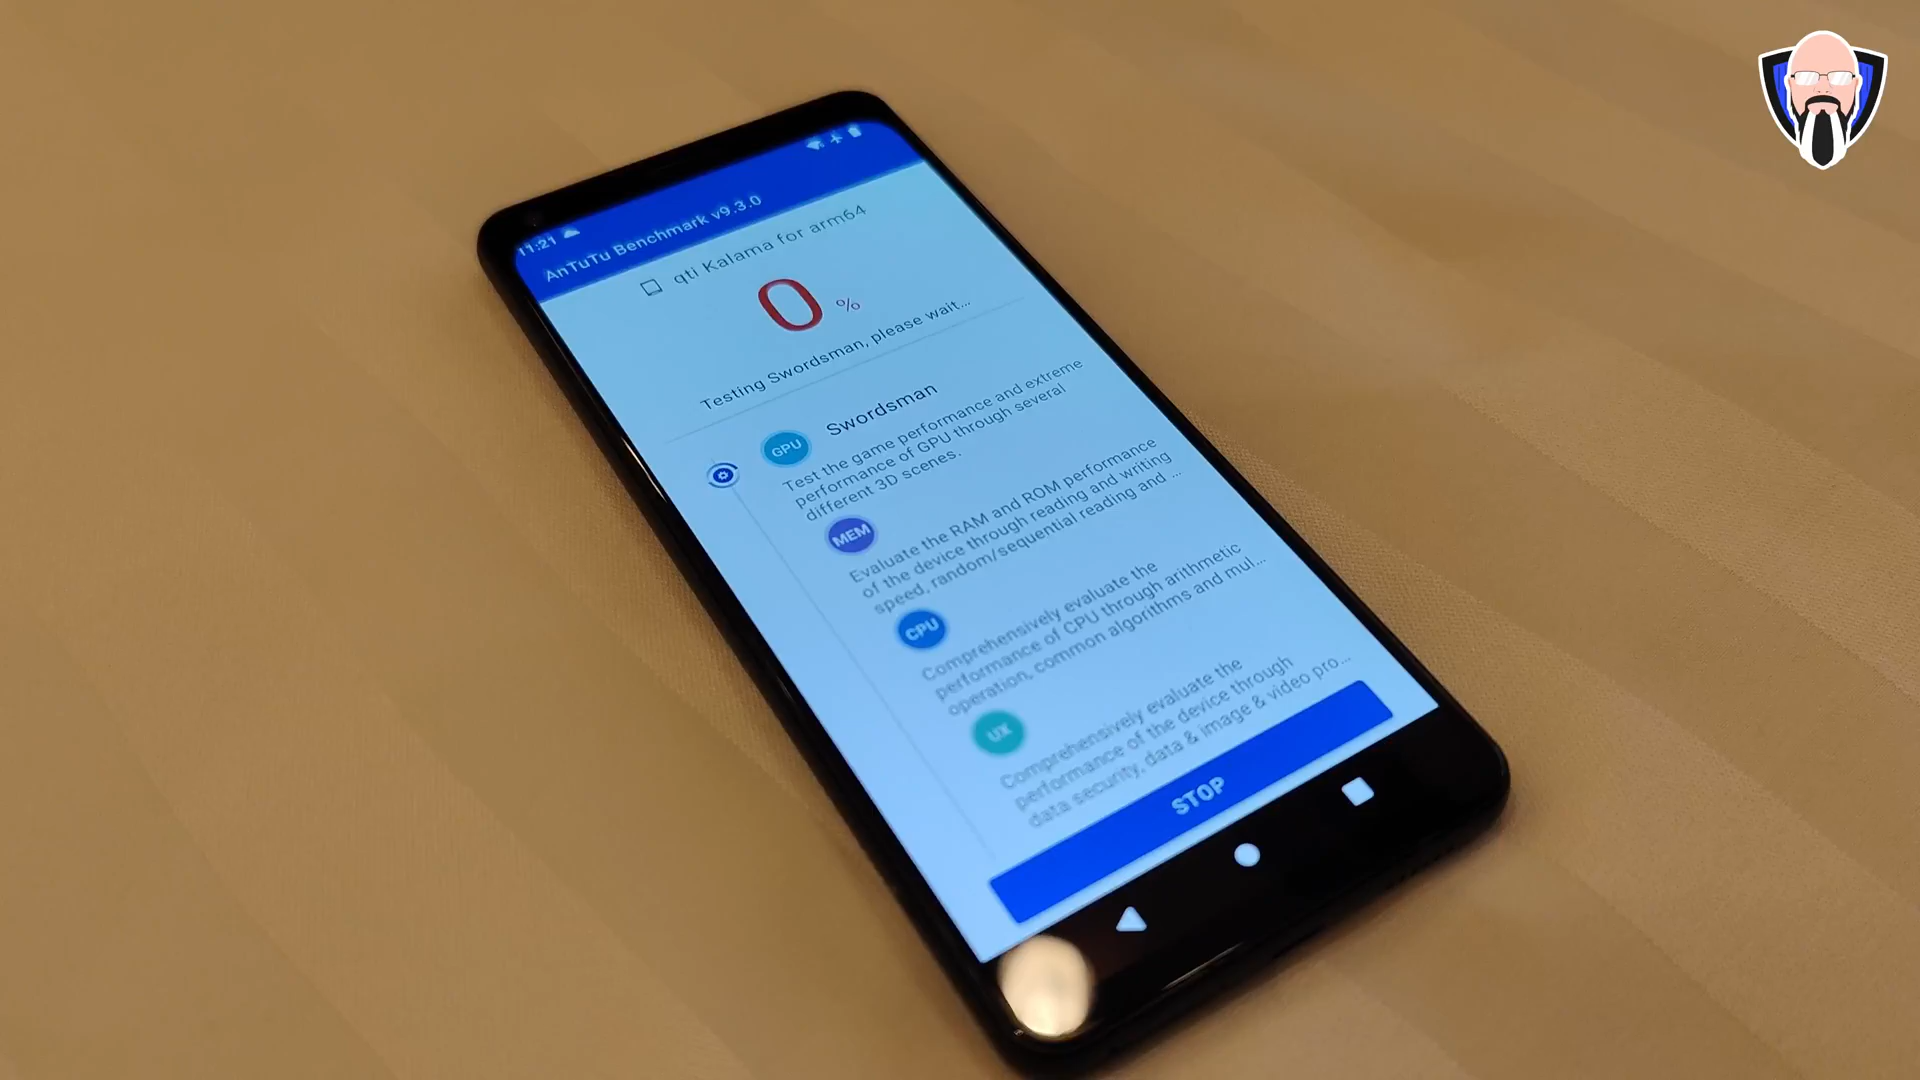 11:21
AnTuTu Benchmark v9.3.0
qti Kalama for arm64
0 %
Testing Swordsman, please wait...
GPU Swordsman
Test the game performance and extreme
performance of GPU through several
different 3D scenes.
MEM
Evaluate the RAM and ROM performance
of the device through reading and writing
speed, random/sequential reading and ...
CPU
Comprehensively evaluate the
performance of CPU through arithmetic
operation, common algorithms and mul...
UX
Comprehensively evaluate the
performance of the device through
data security, data & image & video pro...
STOP